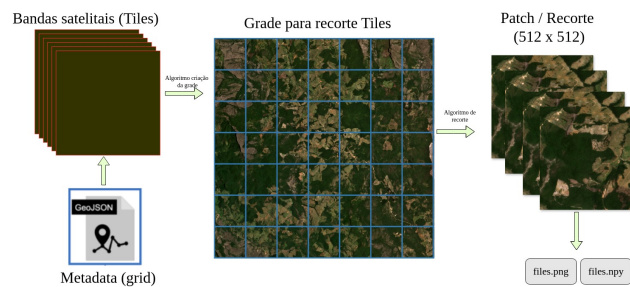 Bandas satelitais (Tiles)
Grade para recorte Tiles
Patch / Recorte
(512 x 512)
Algoritmo criação
da grade
Algoritmo de
recorte
GeoJSON
Metadata (grid)
files.png
files.npy